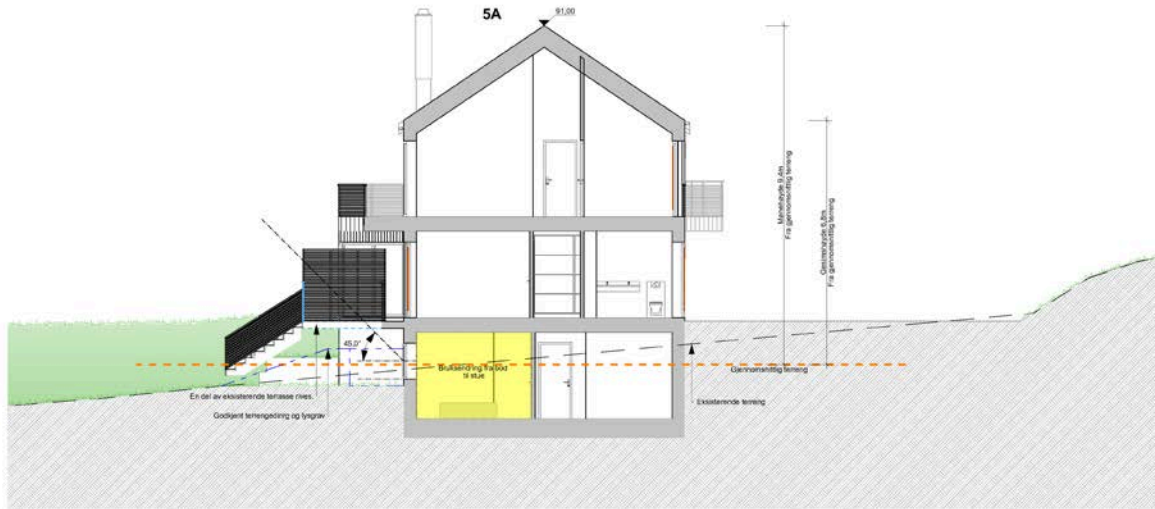 5A
91,00
Mønehøyde 9,4m
Fra gjennomsnittlig terreng
Gesimshøyde 6,8m
Fra gjennomsnittlig terreng
45,0°
Bruksendring fra bod
til stue
Gjennomsnittlig terreng
En del av eksisterende terrasse rives.
Eksisterende terreng
Godkjent terrengedinrg og lysgrav